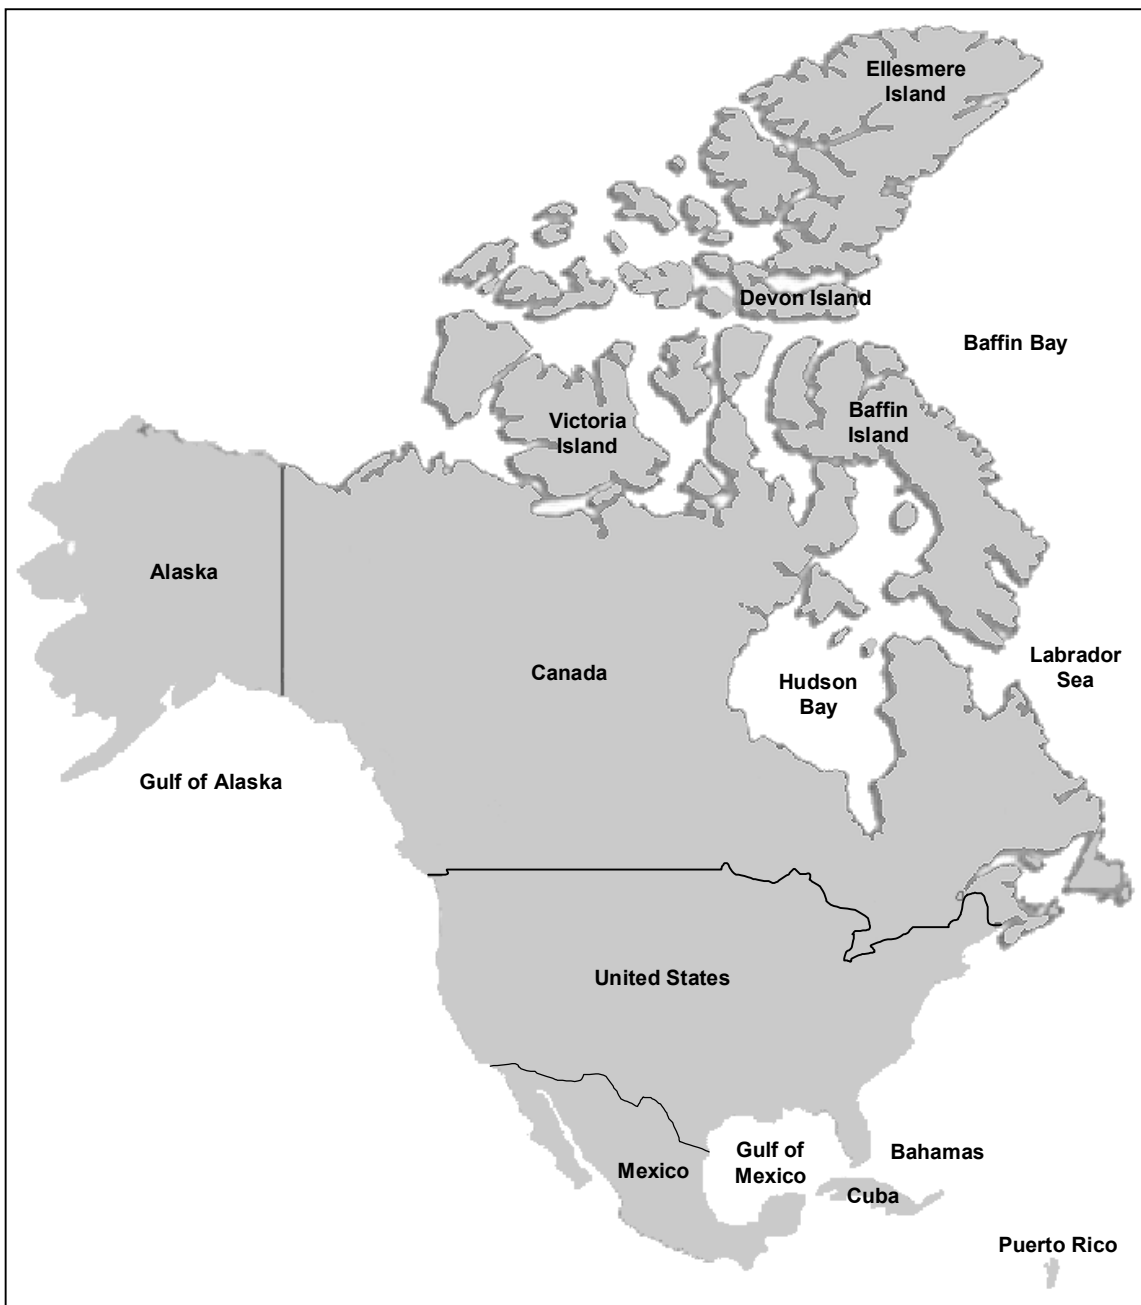 Ellesmere
Island
Devon Island
Baffin Bay
Victoria
Island
Baffin
Island
Alaska
Canada
Hudson
Bay
Labrador
Sea
Gulf of Alaska
United States
Gulf of
Mexico
Bahamas
Mexico
Cuba
Puerto Rico